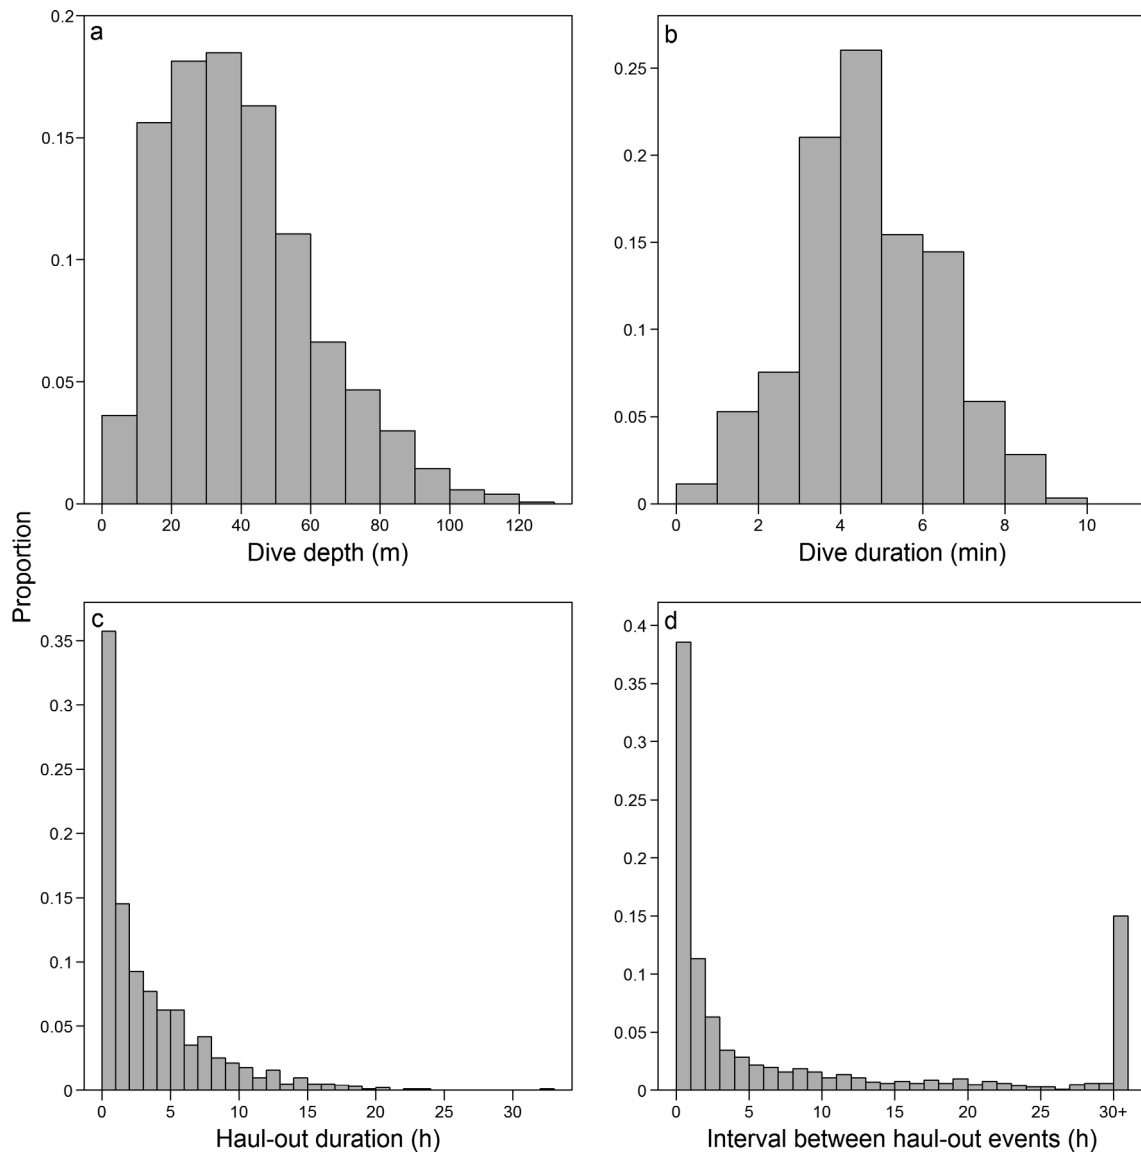 a
0.2
0.15
0.1
0.05
0
0 20 40 60 80 100 120
Dive depth (m)
b
0.25
0.2
0.15
0.1
0.05
0
0 2 4 6 8 10
Dive duration (min)
Proportion
c
0.35
0.3
0.25
0.2
0.15
0.1
0.05
0
0 5 10 15 20 25 30
Haul-out duration (h)
d
0.4
0.35
0.3
0.25
0.2
0.15
0.1
0.05
0
0 5 10 15 20 25 30+
Interval between haul-out events (h)